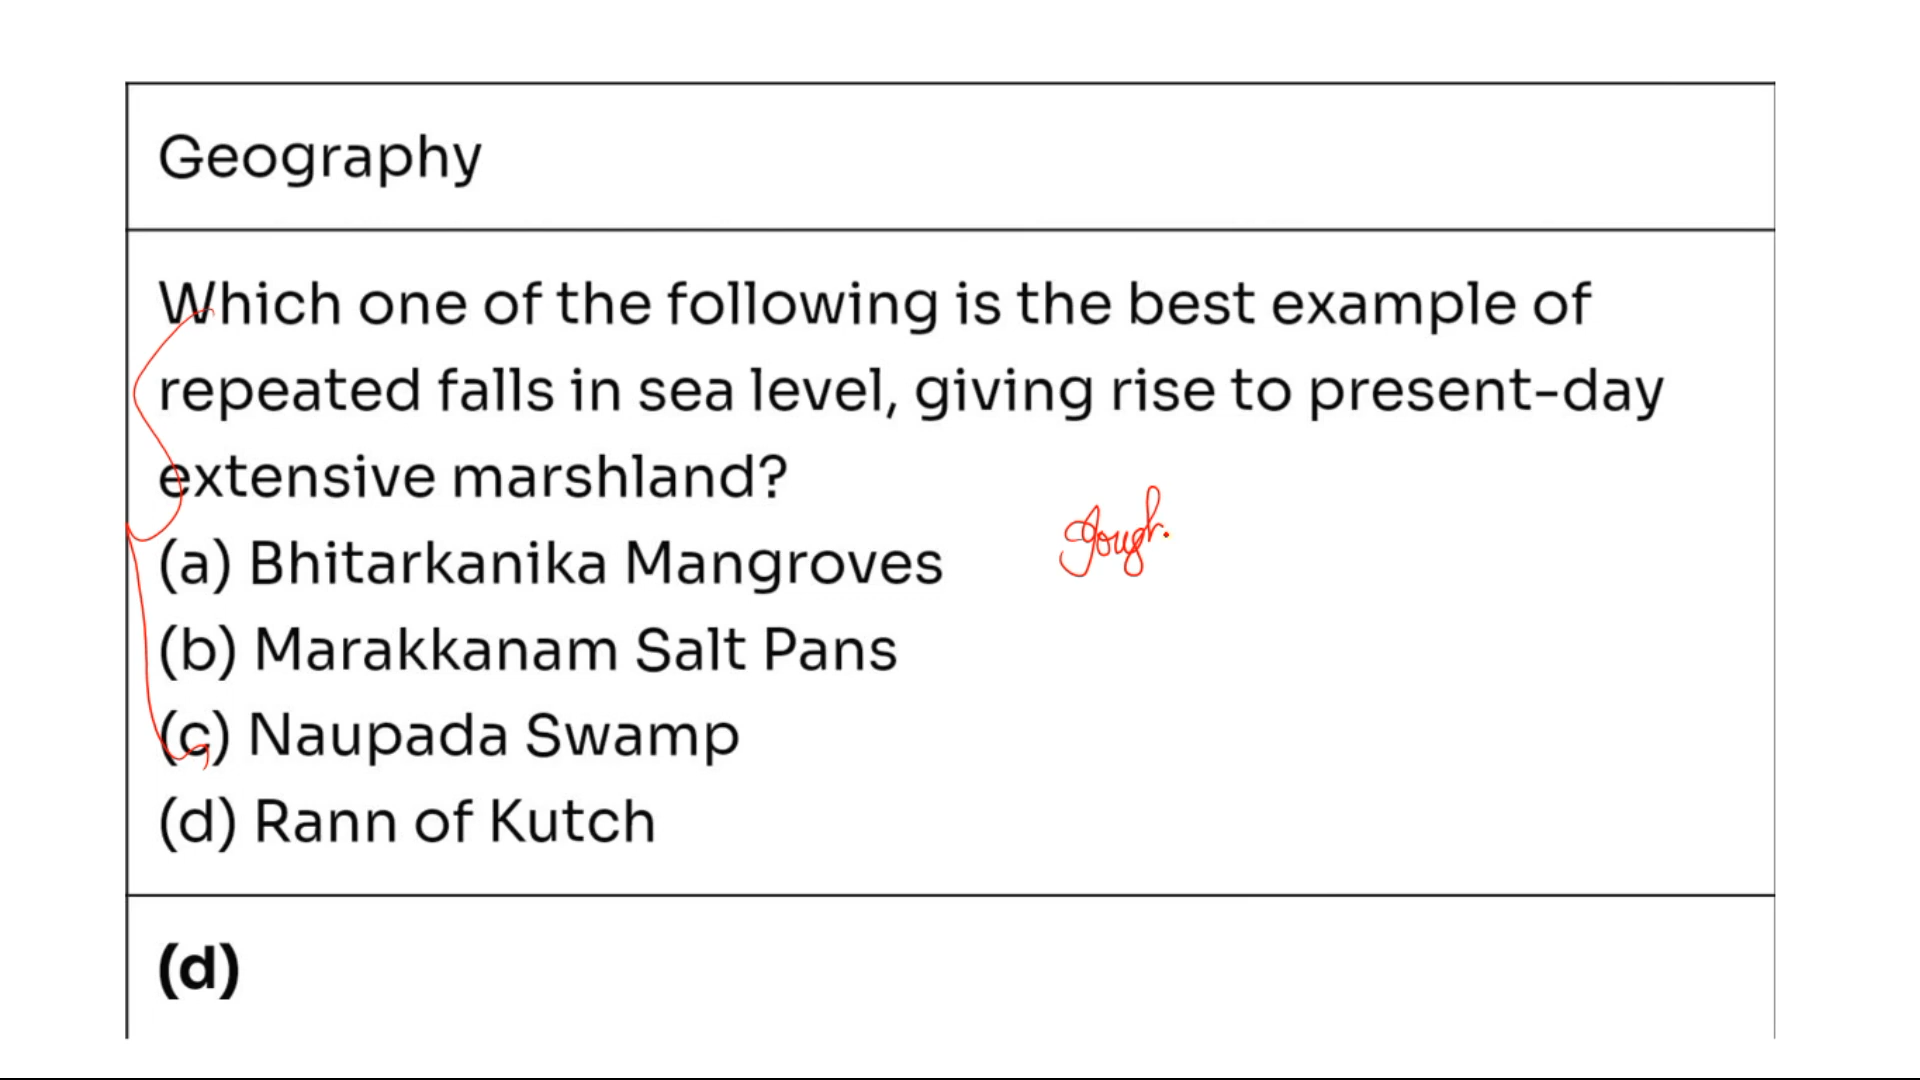 Geography
Which one of the following is the best example of
repeated falls in sea level, giving rise to present-day
extensive marshland?
(a) Bhitarkanika Mangroves
(b) Marakkanam Salt Pans
(c) Naupada Swamp
(d) Rann of Kutch
(d)